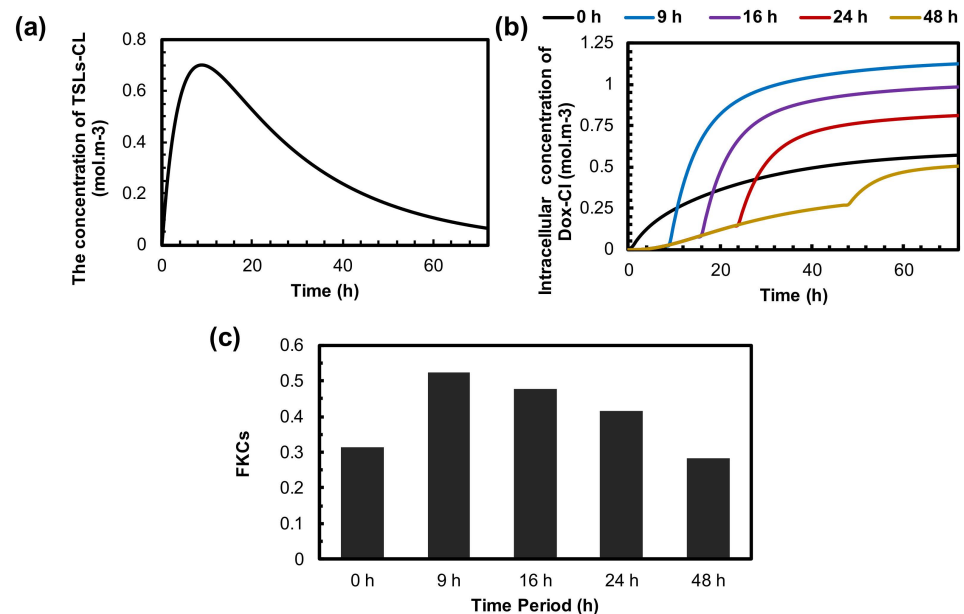 (a)
The concentration of TSLs-CL
(mol.m-3)
0.8
0.6
0.4
0.2
0
0
20
40
60
Time (h)
0 h
9 h
16 h
24 h
48 h
(b)
Intracellular concentration of
Dox-Cl (mol.m-3)
1.25
1
0.75
0.5
0.25
0
0
20
40
60
Time (h)
(c)
FKCs
0.6
0.5
0.4
0.3
0.2
0.1
0
0 h
9 h
16 h
24 h
48 h
Time Period (h)